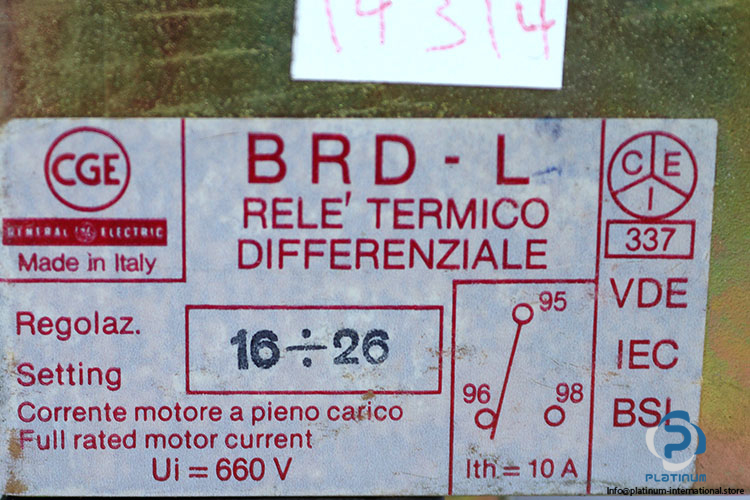 14314
CGE
GENERAL GE ELECTRIC
Made in Italy
BRD - L
RELE' TERMICO
DIFFERENZIALE
CEI
337
VDE
IEC
BSI
Regolaz.
Setting
16÷26
Corrente motore a pieno carico
Full rated motor current
Ui = 660 V
95
96
98
Ith = 10 A
PLATINUM
info@platinum-international.store